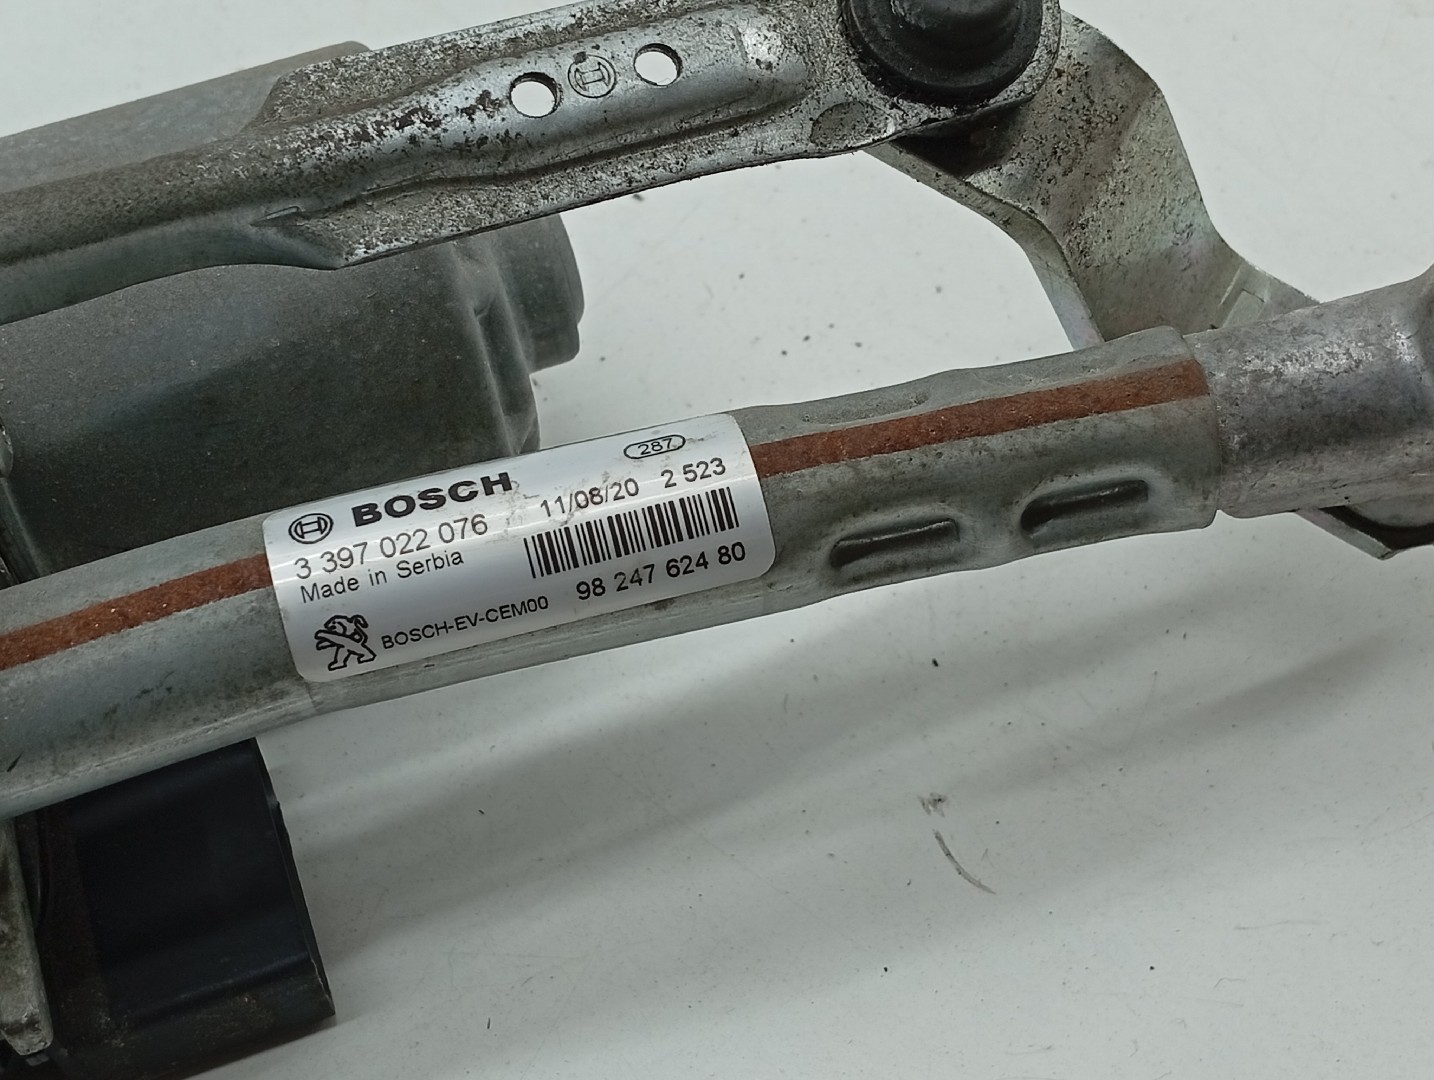 BOSCH
287
3 397 022 076
11/08/20 2 523
Made in Serbia
BOSCH-EV-CEM00
98 247 624 80